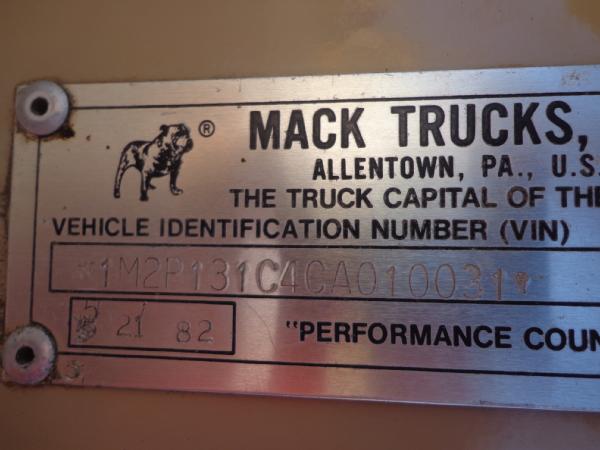 ® MACK TRUCKS,
ALLENTOWN, PA., U.S.
THE TRUCK CAPITAL OF THE
VEHICLE IDENTIFICATION NUMBER (VIN)
*1M2P131C4CA010031*
5 21 82 "PERFORMANCE COUN